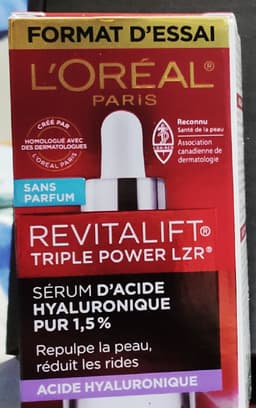 FORMAT D'ESSAI
L'ORÉAL®
PARIS
CRÉE PAR
HOMOLOGUÉ AVEC
DES DERMATOLOGUES
L'ORÉAL PARIS
Reconnu
Santé de la peau
Association
canadienne de
dermatologie
SANS
PARFUM
REVITALIFT®
TRIPLE POWER LZR®
SÉRUM D'ACIDE
HYALURONIQUE
PUR 1,5 %
Repulpe la peau,
réduit les rides
ACIDE HYALURONIQUE